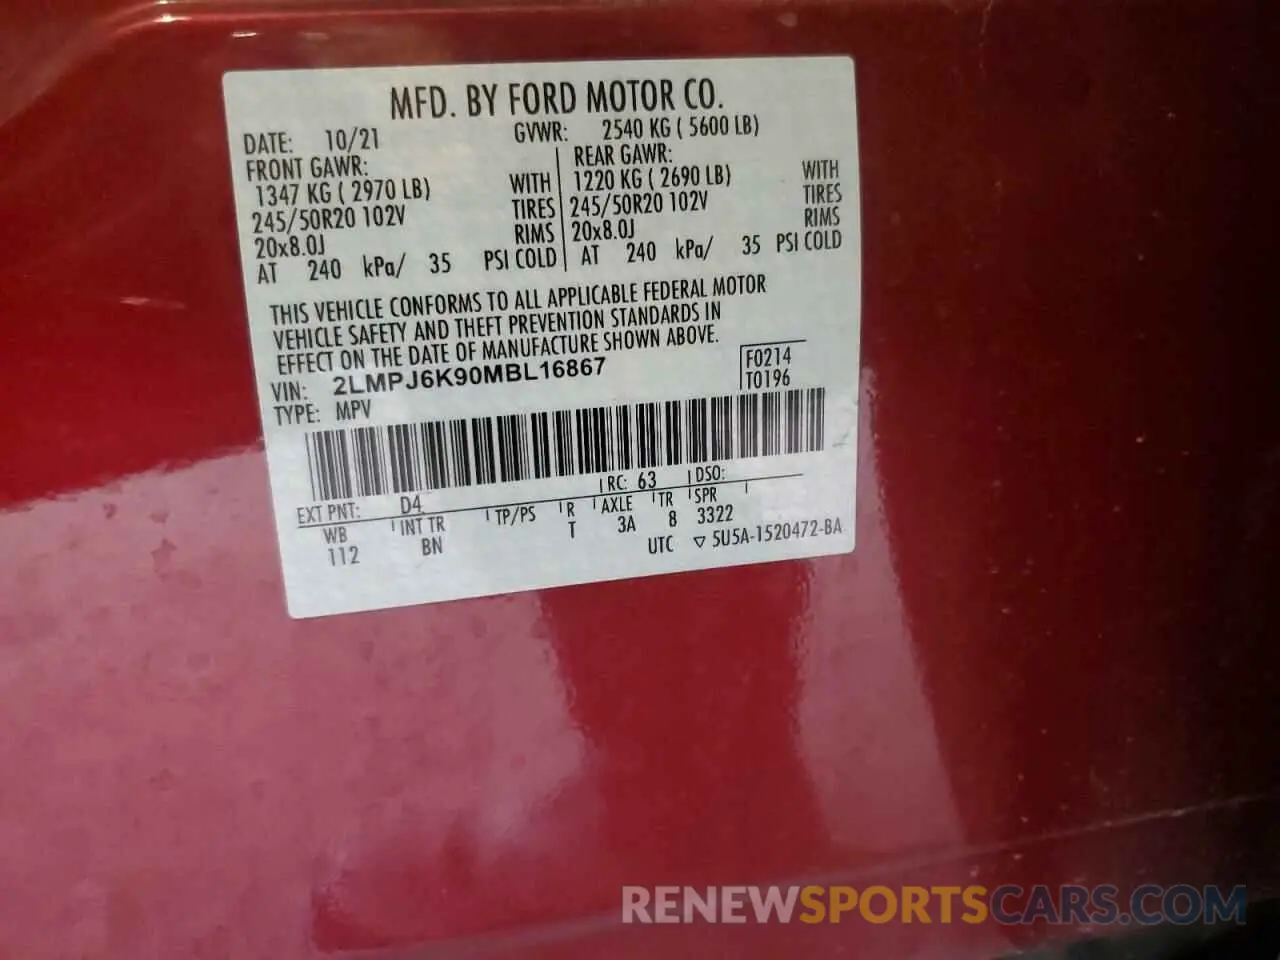 MFD. BY FORD MOTOR CO.
DATE: 10/21 GVWR: 2540 KG ( 5600 LB)
FRONT GAWR: REAR GAWR:
1347 KG ( 2970 LB) WITH 1220 KG ( 2690 LB) WITH
245/50R20 102V TIRES 245/50R20 102V TIRES
20x8.0J RIMS 20x8.0J RIMS
AT 240 kPa/ 35 PSI COLD AT 240 kPa/ 35 PSI COLD
THIS VEHICLE CONFORMS TO ALL APPLICABLE FEDERAL MOTOR
VEHICLE SAFETY AND THEFT PREVENTION STANDARDS IN
EFFECT ON THE DATE OF MANUFACTURE SHOWN ABOVE.
VIN: 2LMPJ6K90MBL16867 F0214
TYPE: MPV T0196
EXT PNT: D4 RC: 63 DSO:
WB INT TR TP/PS R AXLE TR SPR
112 BN T 3A 8 3322
UTC ▽ 5U5A-1520472-BA
RENEWSPORTSCARS.COM